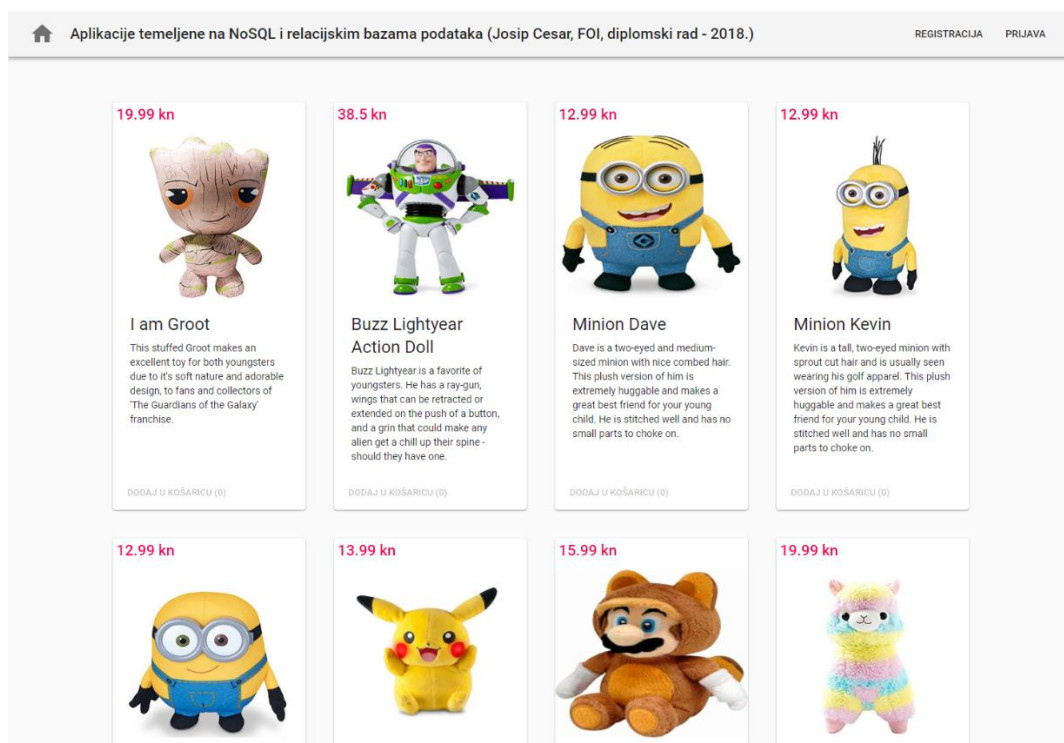 Aplikacije temeljene na NoSQL i relacijskim bazama podataka (Josip Cesar, FOI, diplomski rad - 2018.)
REGISTRACIJA
PRIJAVA
19.99 kn
I am Groot
This stuffed Groot makes an
excellent toy for both youngsters
due to it's soft nature and adorable
design, to fans and collectors of
'The Guardians of the Galaxy'
franchise.
DODAJ U KOŠARICU (0)
38.5 kn
Buzz Lightyear
Action Doll
Buzz Lightyear is a favorite of
youngsters. He has a ray-gun,
wings that can be retracted or
extended on the push of a button,
and a grin that could make any
alien get a chill up their spine -
should they have one.
DODAJ U KOŠARICU (0)
12.99 kn
Minion Dave
Dave is a two-eyed and medium-
sized minion with nice combed hair.
This plush version of him is
extremely huggable and makes a
great best friend for your young
child. He is stitched well and has no
small parts to choke on.
DODAJ U KOŠARICU (0)
12.99 kn
Minion Kevin
Kevin is a tall, two-eyed minion with
sprout cut hair and is usually seen
wearing his golf apparel. This plush
version of him is extremely
huggable and makes a great best
friend for your young child. He is
stitched well and has no small
parts to choke on.
DODAJ U KOŠARICU (0)
12.99 kn
13.99 kn
15.99 kn
19.99 kn